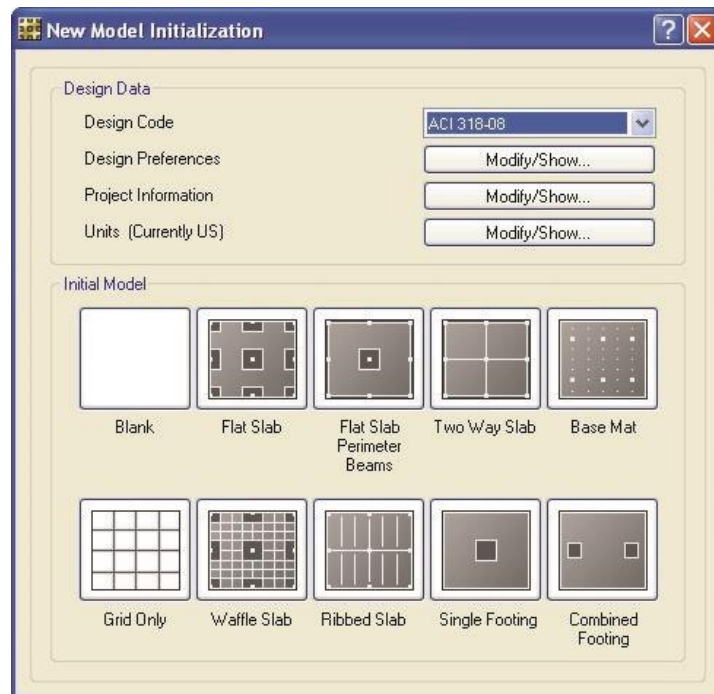 New Model Initialization
Design Data
Design Code
ACI 318-08
Design Preferences
Modify/Show...
Project Information
Modify/Show...
Units (Currently US)
Modify/Show...
Initial Model
Blank
Flat Slab
Flat Slab
Perimeter
Beams
Two Way Slab
Base Mat
Grid Only
Waffle Slab
Ribbed Slab
Single Footing
Combined
Footing